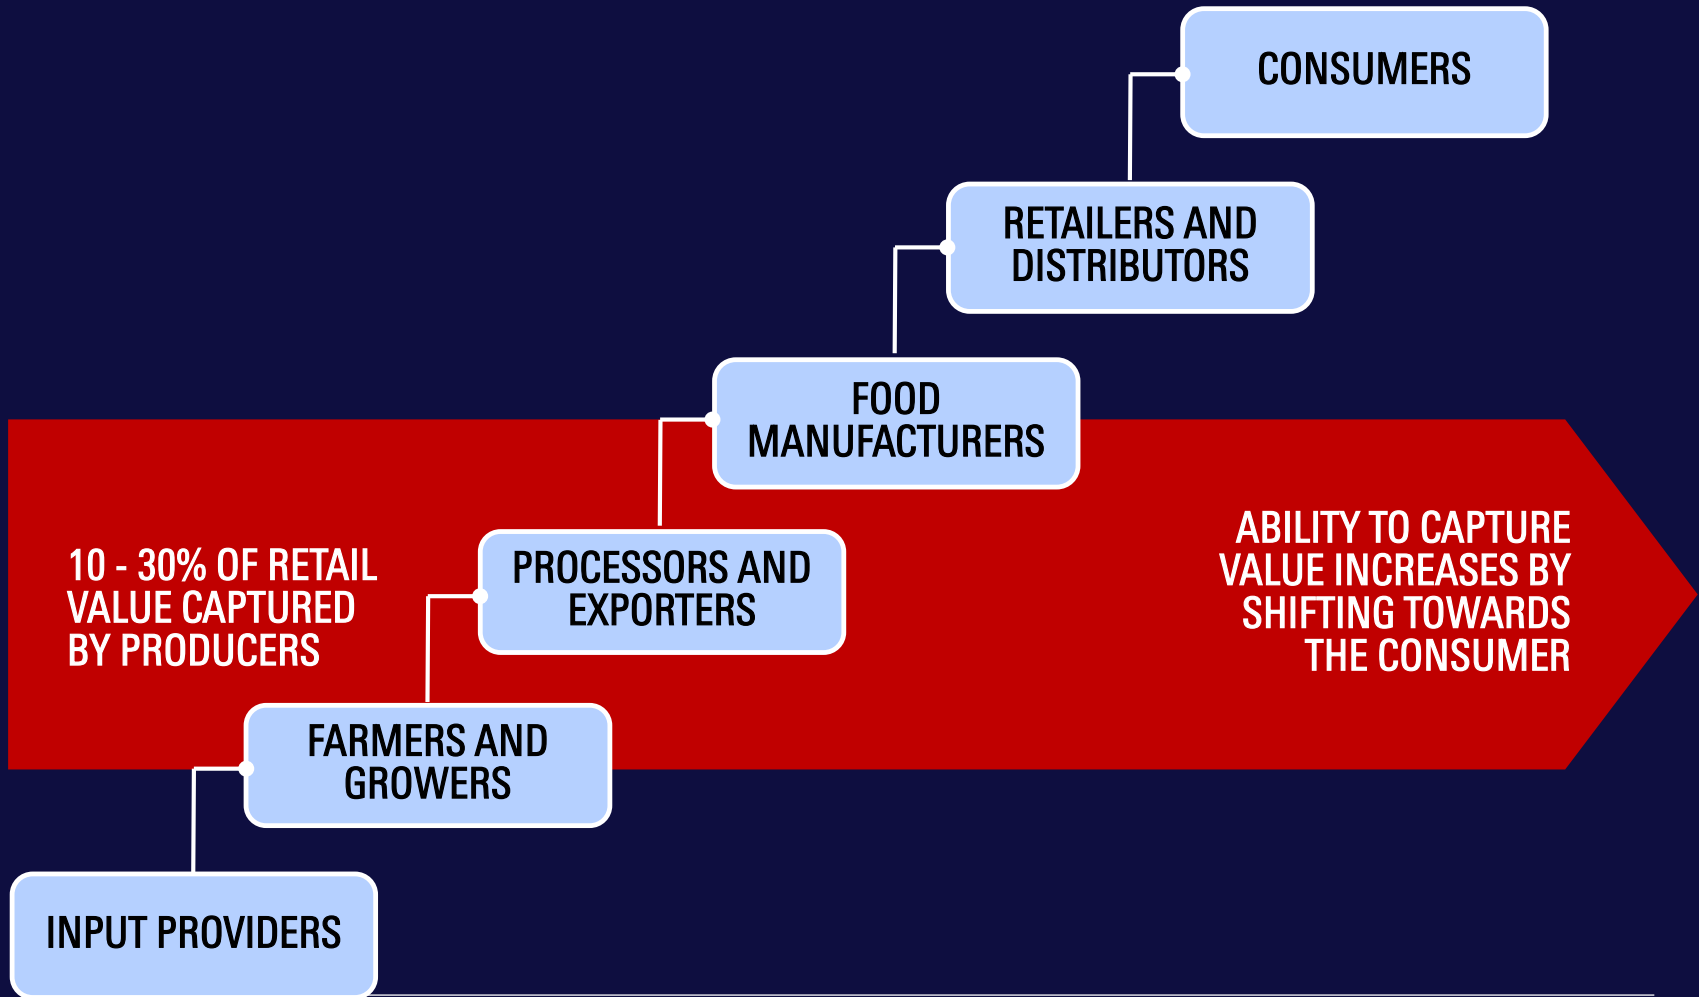 CONSUMERS
RETAILERS AND
DISTRIBUTORS
FOOD
MANUFACTURERS
ABILITY TO CAPTURE
VALUE INCREASES BY
SHIFTING TOWARDS
THE CONSUMER
10 - 30% OF RETAIL
VALUE CAPTURED
BY PRODUCERS
PROCESSORS AND
EXPORTERS
FARMERS AND
GROWERS
INPUT PROVIDERS